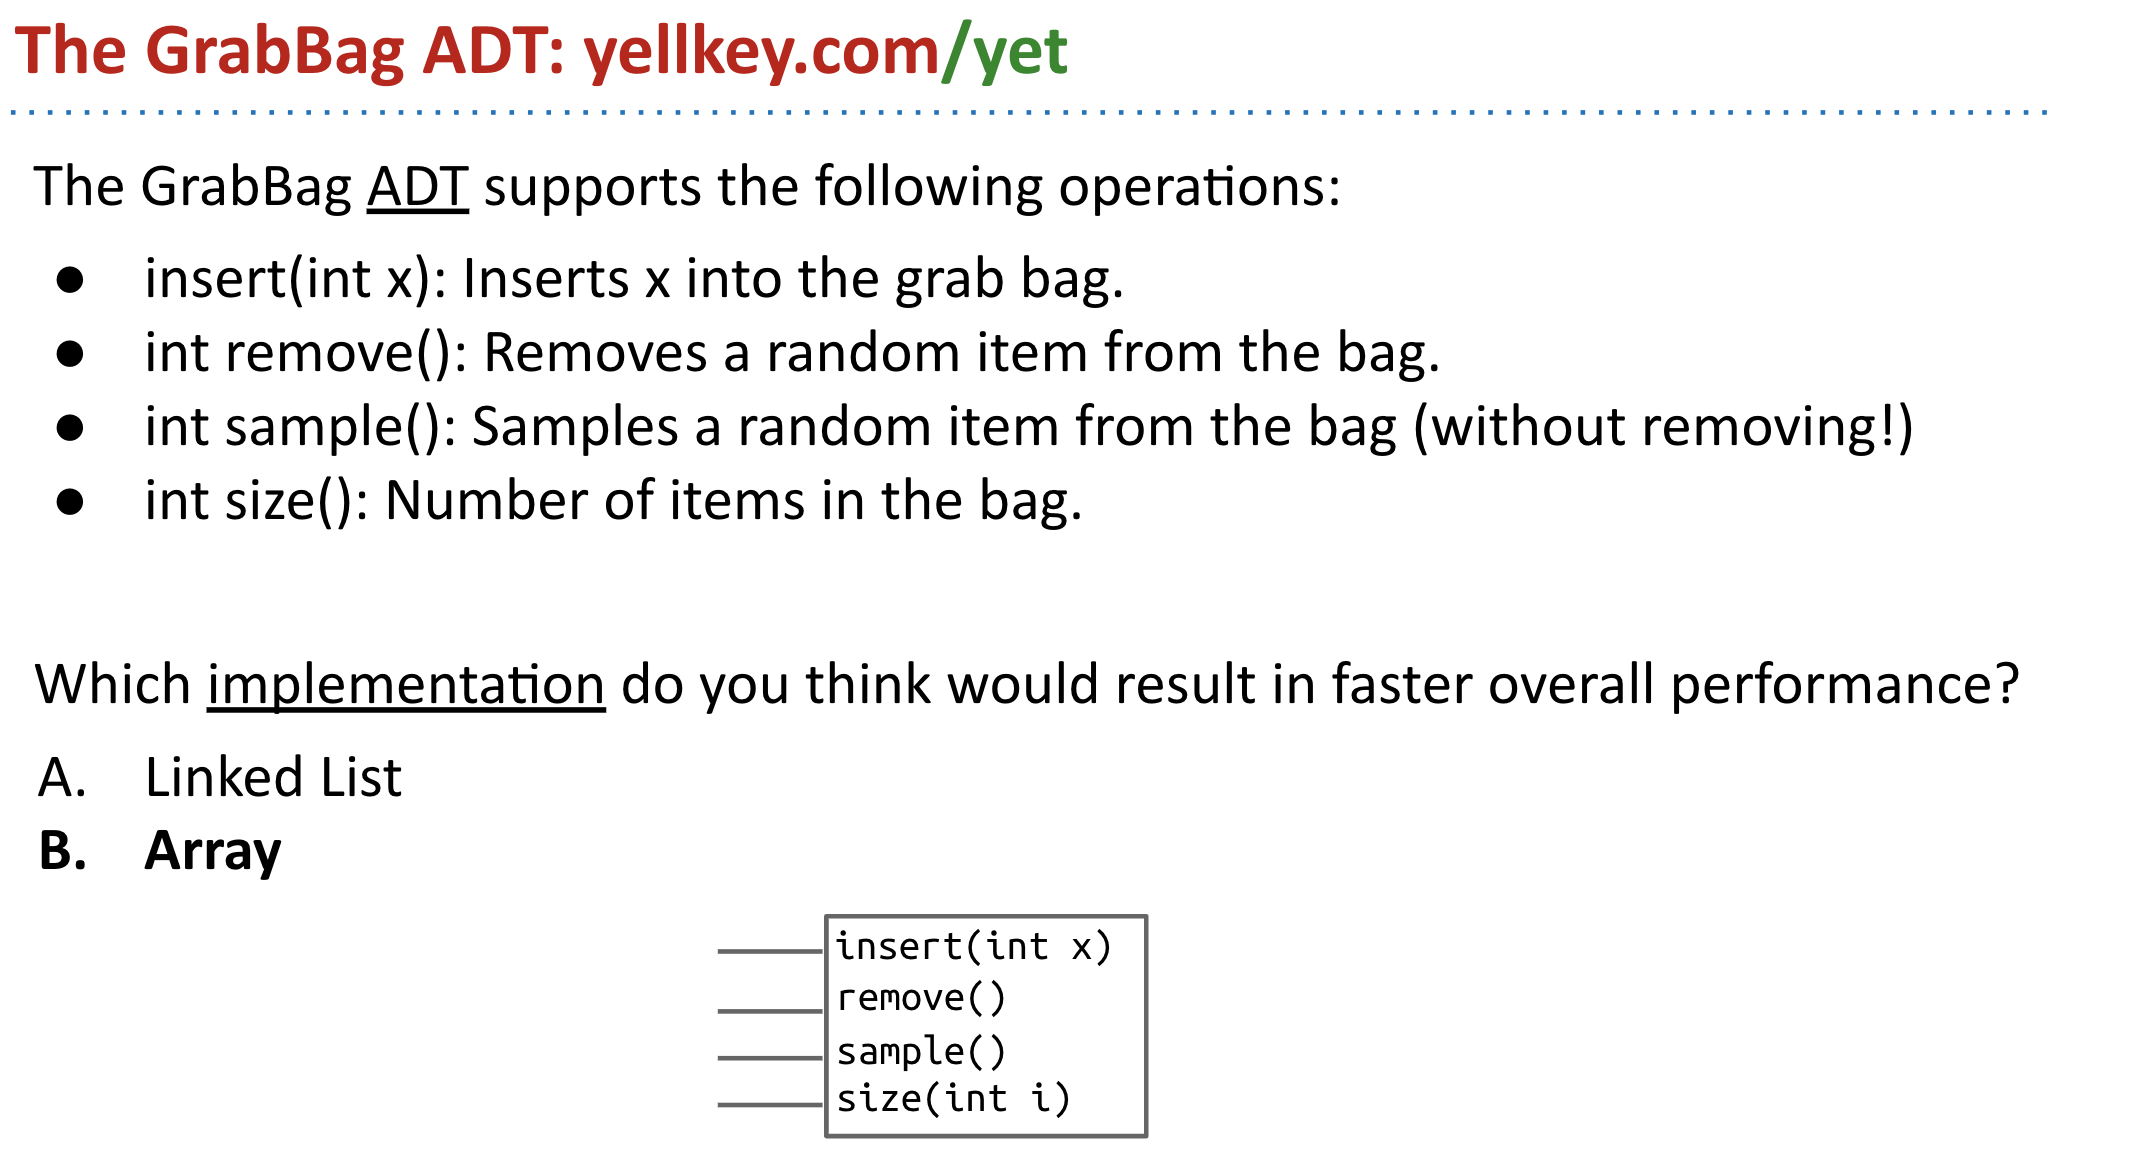 The GrabBag ADT: yellkey.com/yet
The GrabBag ADT supports the following operations:
● insert(int x): Inserts x into the grab bag.
● int remove(): Removes a random item from the bag.
● int sample(): Samples a random item from the bag (without removing!)
● int size(): Number of items in the bag.
Which implementation do you think would result in faster overall performance?
A. Linked List
B. Array
insert(int x)
remove()
sample()
size(int i)